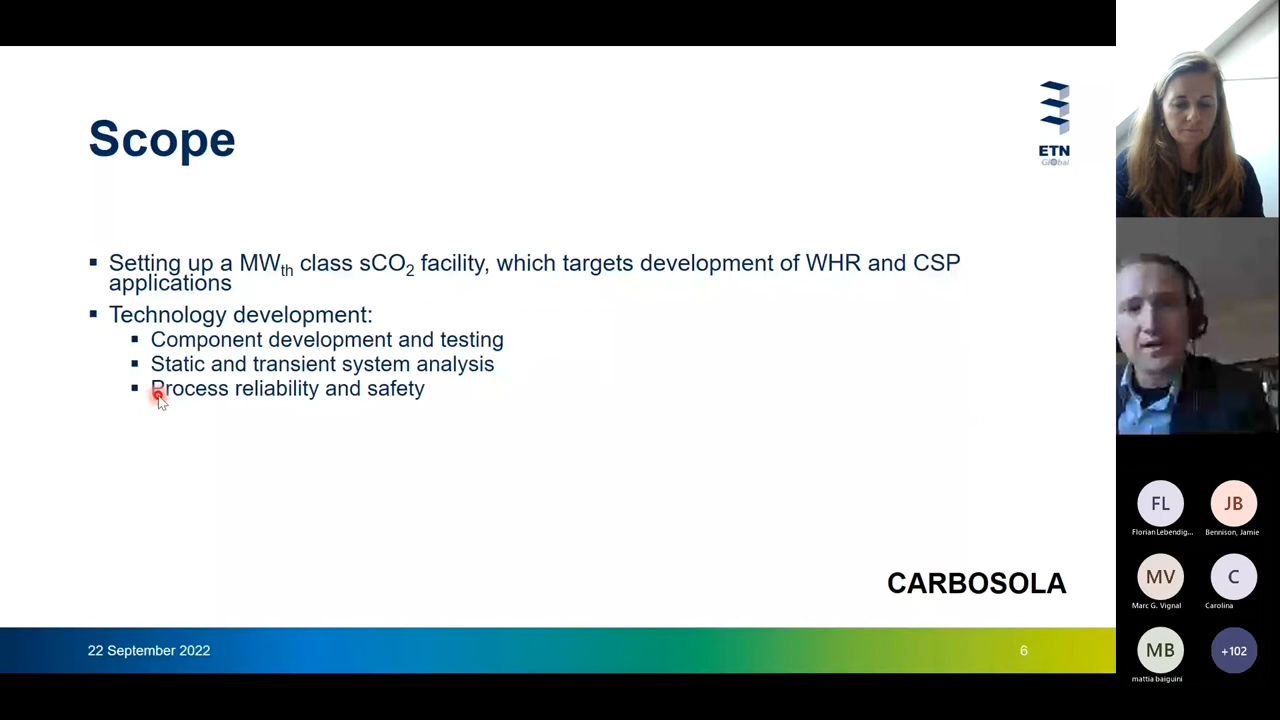 Scope
ETN
Global
Setting up a MWth class sCO2 facility, which targets development of WHR and CSP
applications
Technology development:
Component development and testing
Static and transient system analysis
Process reliability and safety
CARBOSOLA
22 September 2022
6
FL
JB
Florian Lebendig...
Bennison, Jamie
MV
C
Marc G. Vignal
Carolina
MB
+102
mattia baiguini